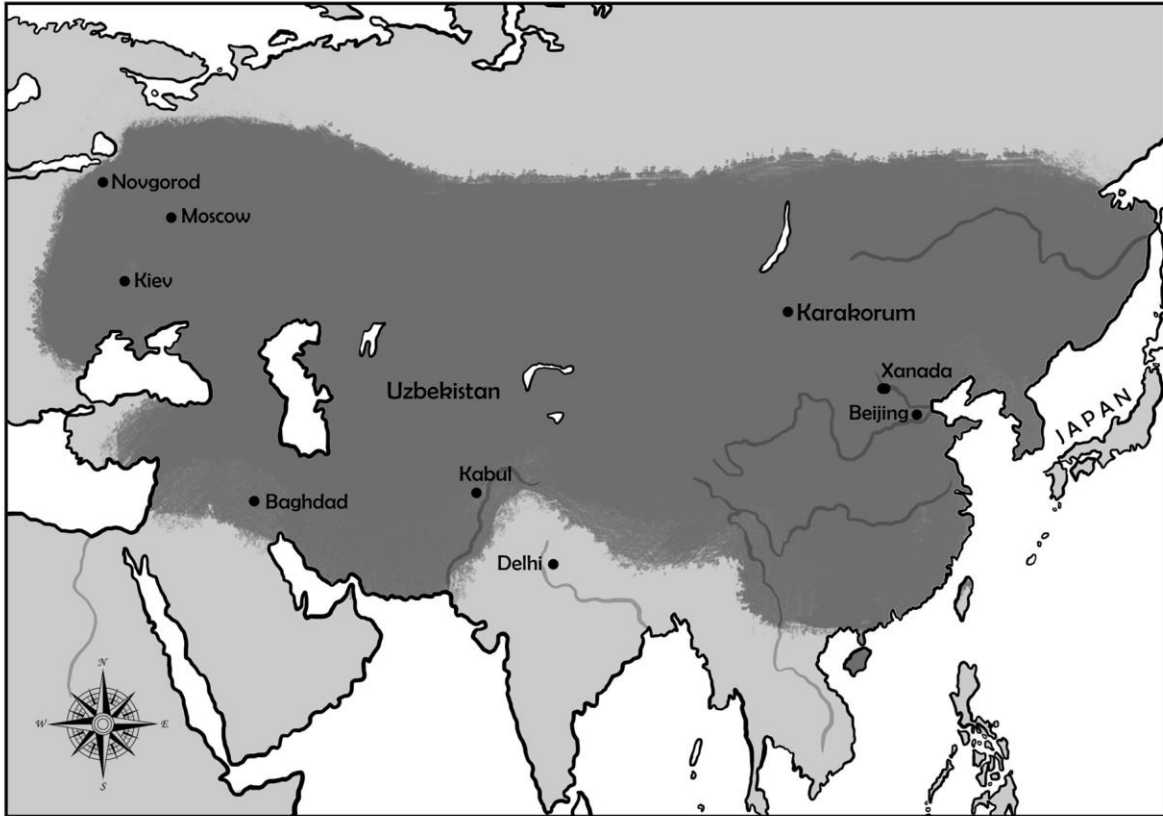 Novgorod
Moscow
Kiev
Karakorum
Xanada
Uzbekistan
Beijing
JAPAN
Kabul
Baghdad
Delhi
N
W E
S